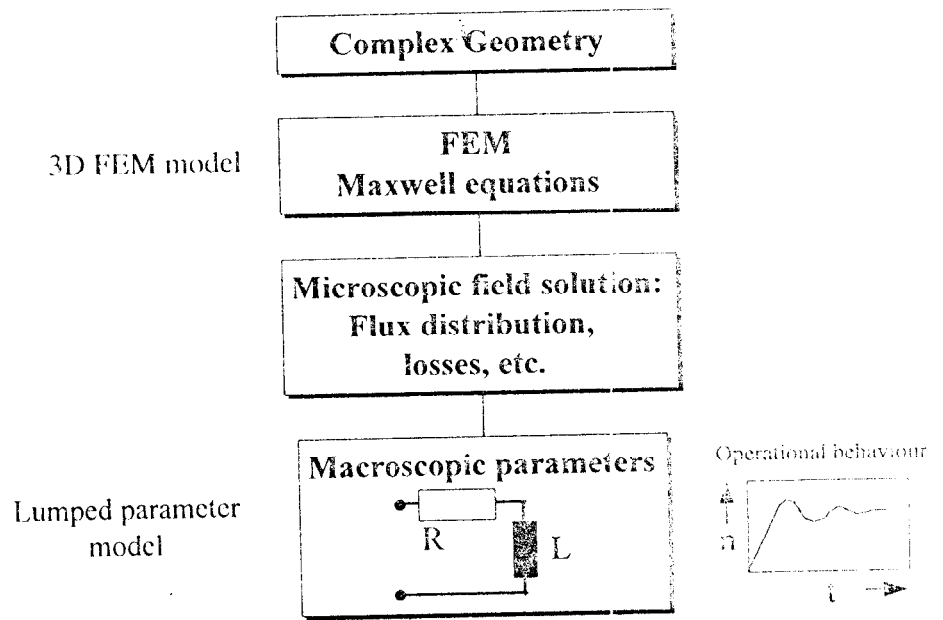 Complex Geometry
3D FEM model
FEM
Maxwell equations
Microscopic field solution:
Flux distribution,
losses, etc.
Lumped parameter
model
Macroscopic parameters
R
L
Operational behaviour
n
t